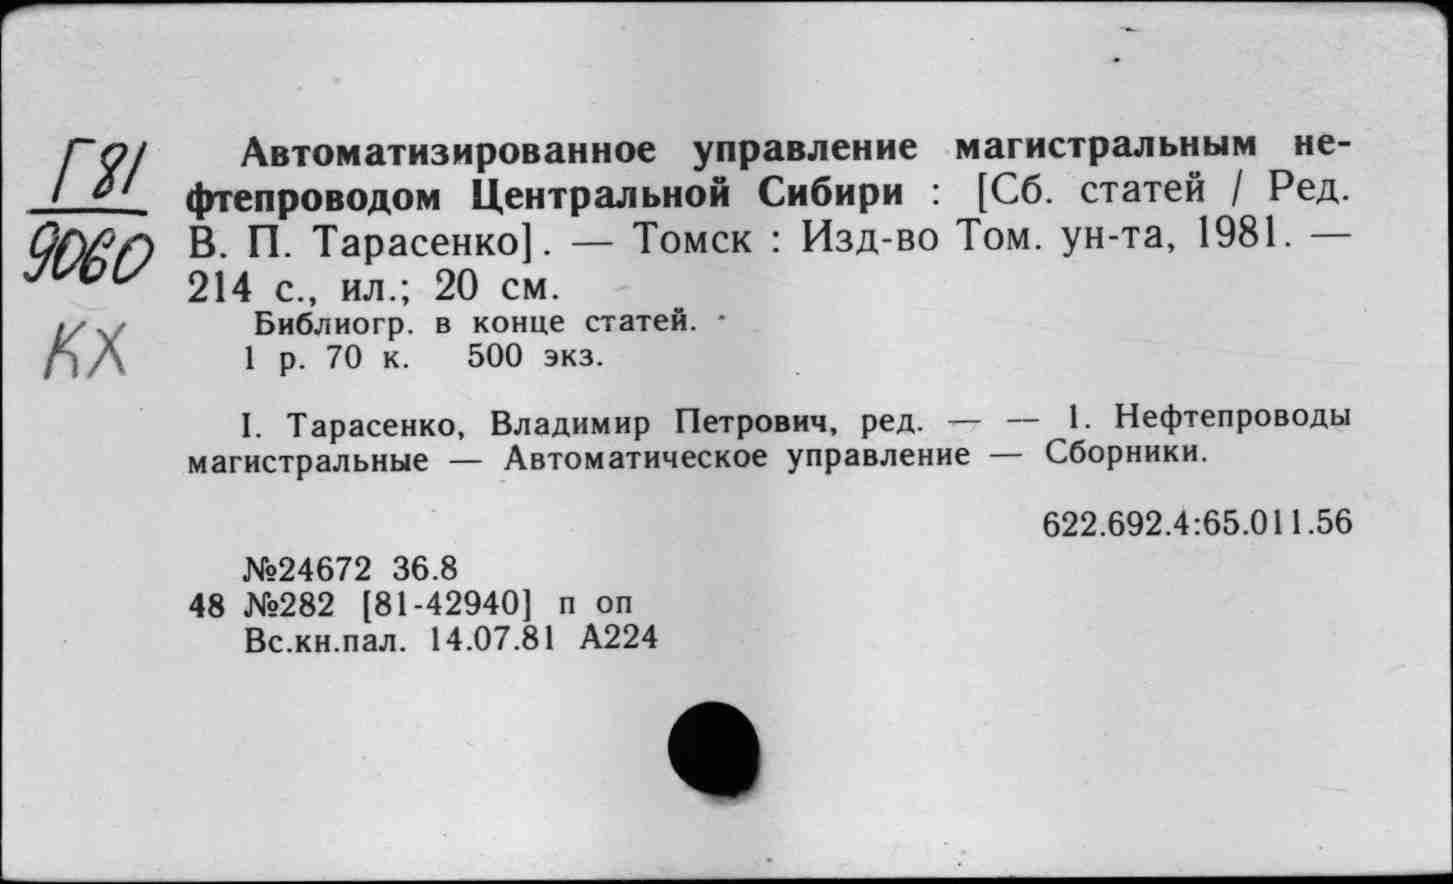 Г81
9060
КХ
Автоматизированное управление магистральным не-
фтепроводом Центральной Сибири : [Сб. статей / Ред.
В. П. Тарасенко]. — Томск : Изд-во Том. ун-та, 1981. —
214 с., ил.; 20 см.
Библиогр. в конце статей.
1 р. 70 к. 500 экз.
I. Тарасенко, Владимир Петрович, ред. — — 1. Нефтепроводы
магистральные — Автоматическое управление — Сборники.
622.692.4:65.011.56
№24672 36.8
48 №282 [81-42940] п оп
Вс.кн.пал. 14.07.81 А224